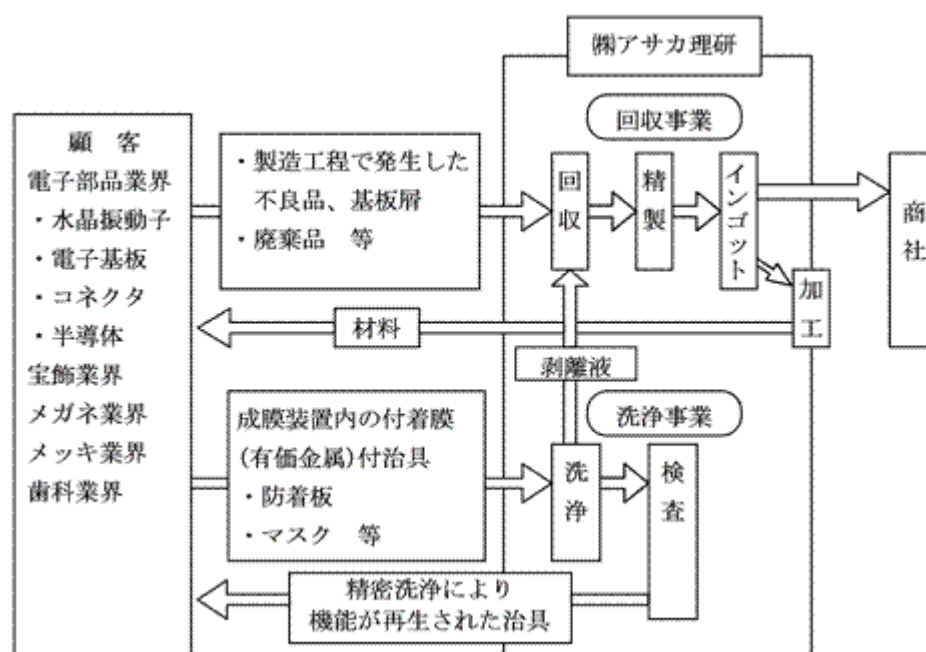 ㈱アサカ理研
回収事業
顧 客
電子部品業界
・水晶振動子
・電子基板
・コネクタ
・半導体
宝飾業界
メガネ業界
メッキ業界
歯科業界
・製造工程で発生した
不良品、基板層
・廃棄品 等
回収
精製
インゴット
商社
加工
材料
剥離液
洗浄事業
成膜装置内の付着膜
(有価金属)付治具
・防着板
・マスク 等
洗浄
検査
精密洗浄により
機能が再生された治具